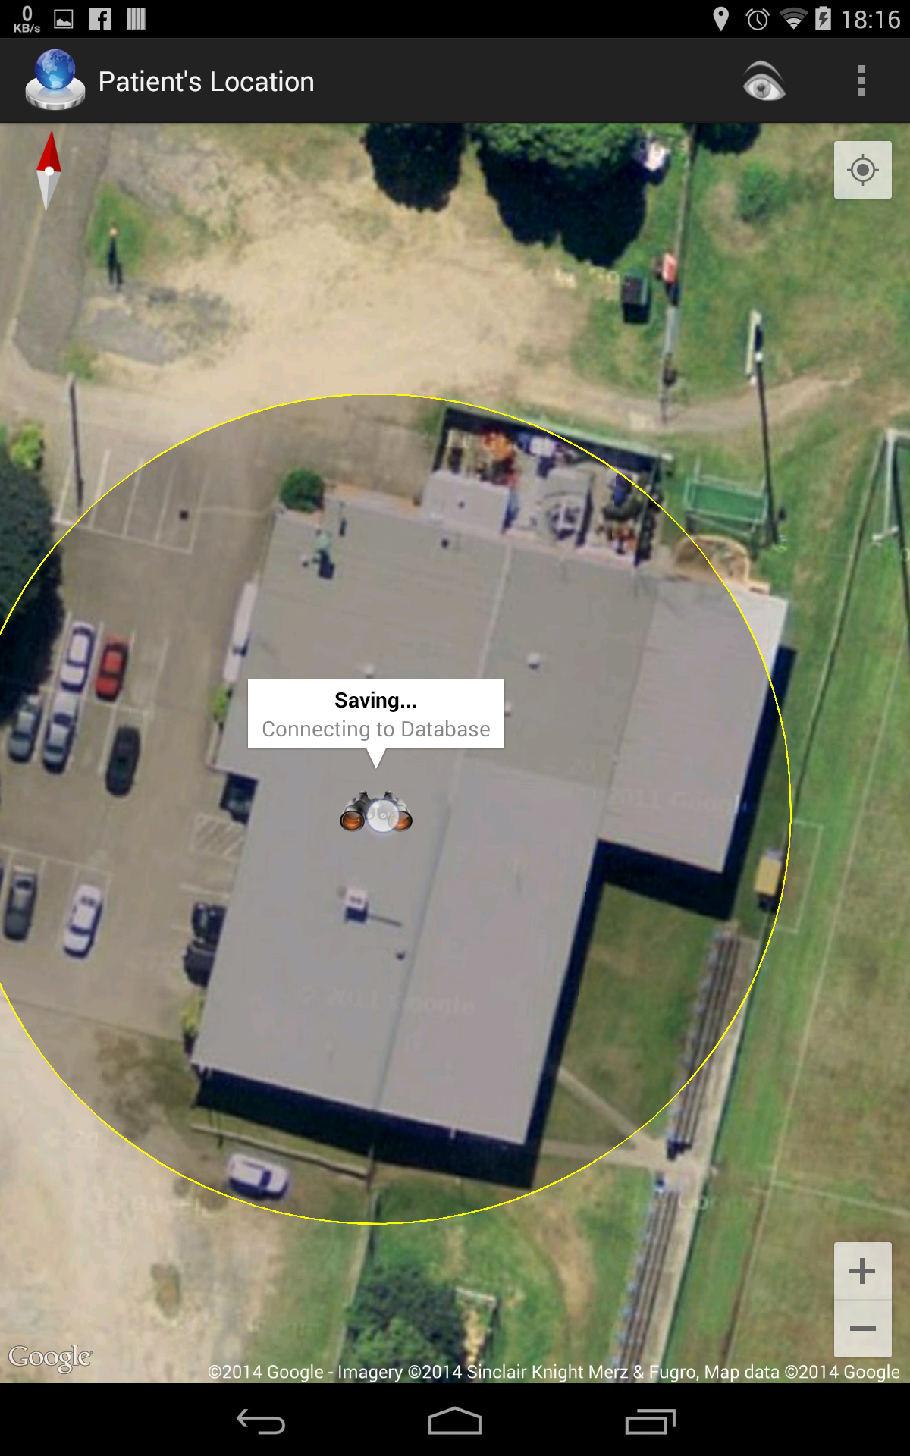 0
KB/s
18:16
Patient's Location
Saving...
Connecting to Database
Google
©2014 Google - Imagery ©2014 Sinclair Knight Merz & Fugro, Map data ©2014 Google